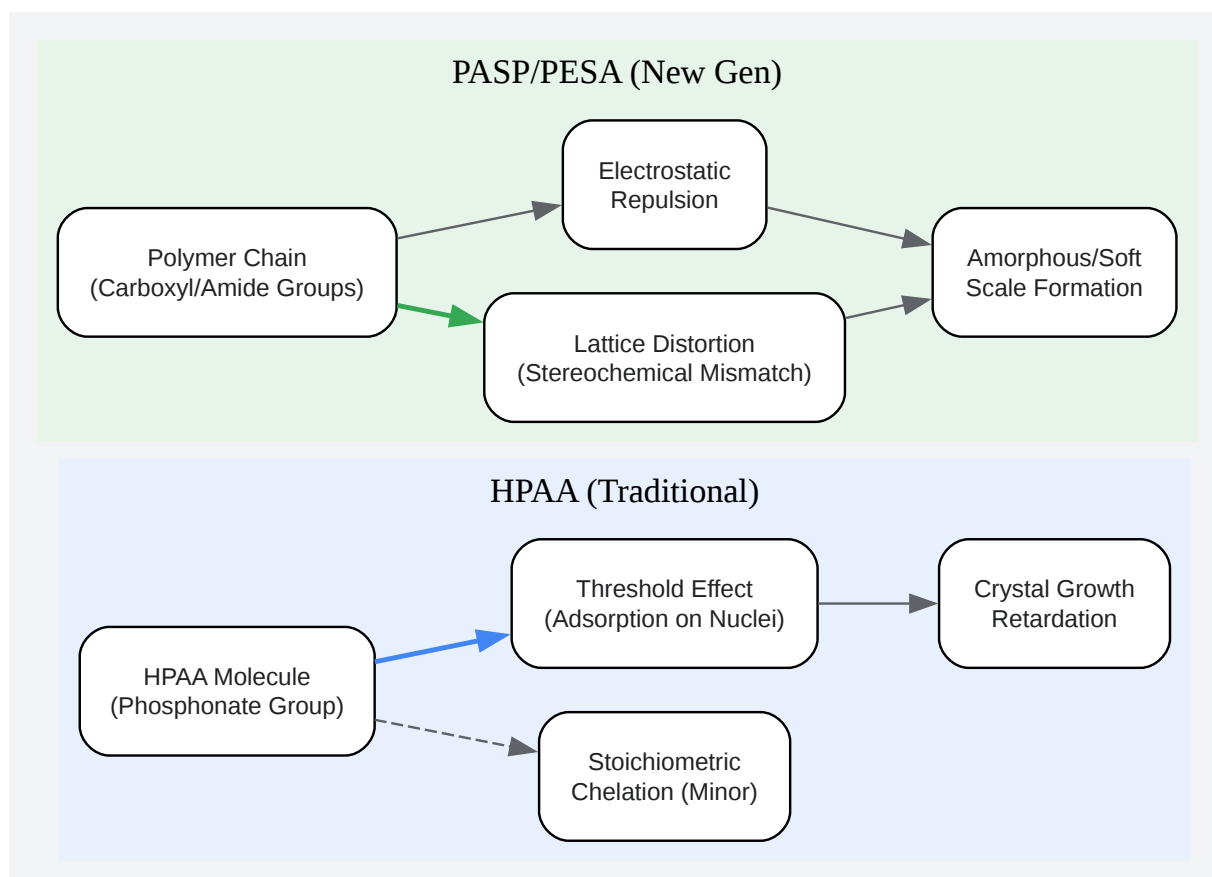 PASP/PESA (New Gen)
Electrostatic
Repulsion
Polymer Chain
(Carboxyl/Amide Groups)
Amorphous/Soft
Scale Formation
Lattice Distortion
(Stereochemical Mismatch)
HPAA (Traditional)
Threshold Effect
(Adsorption on Nuclei)
Crystal Growth
Retardation
HPAA Molecule
(Phosphonate Group)
Stoichiometric
Chelation (Minor)